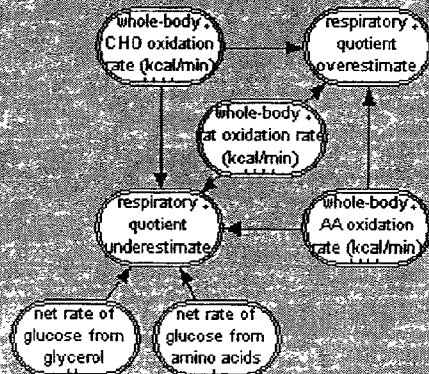 whole-body
CHO oxidation
rate (kcal/min)
respiratory
quotient
overestimate
whole-body
at oxidation rate
(kcal/min)
respiratory
quotient
underestimate
whole-body
AA oxidation
rate (kcal/min)
net rate of
glucose from
glycerol
net rate of
glucose from
amino acids